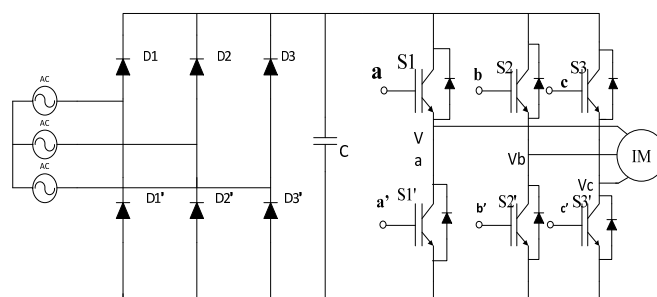 D1 D2 D3
a S1 b S2 c S3
AC
AC
AC
C
V
a
Vb
IM
Vc
D1' D2' D3'
a' S1' b' S2' c' S3'